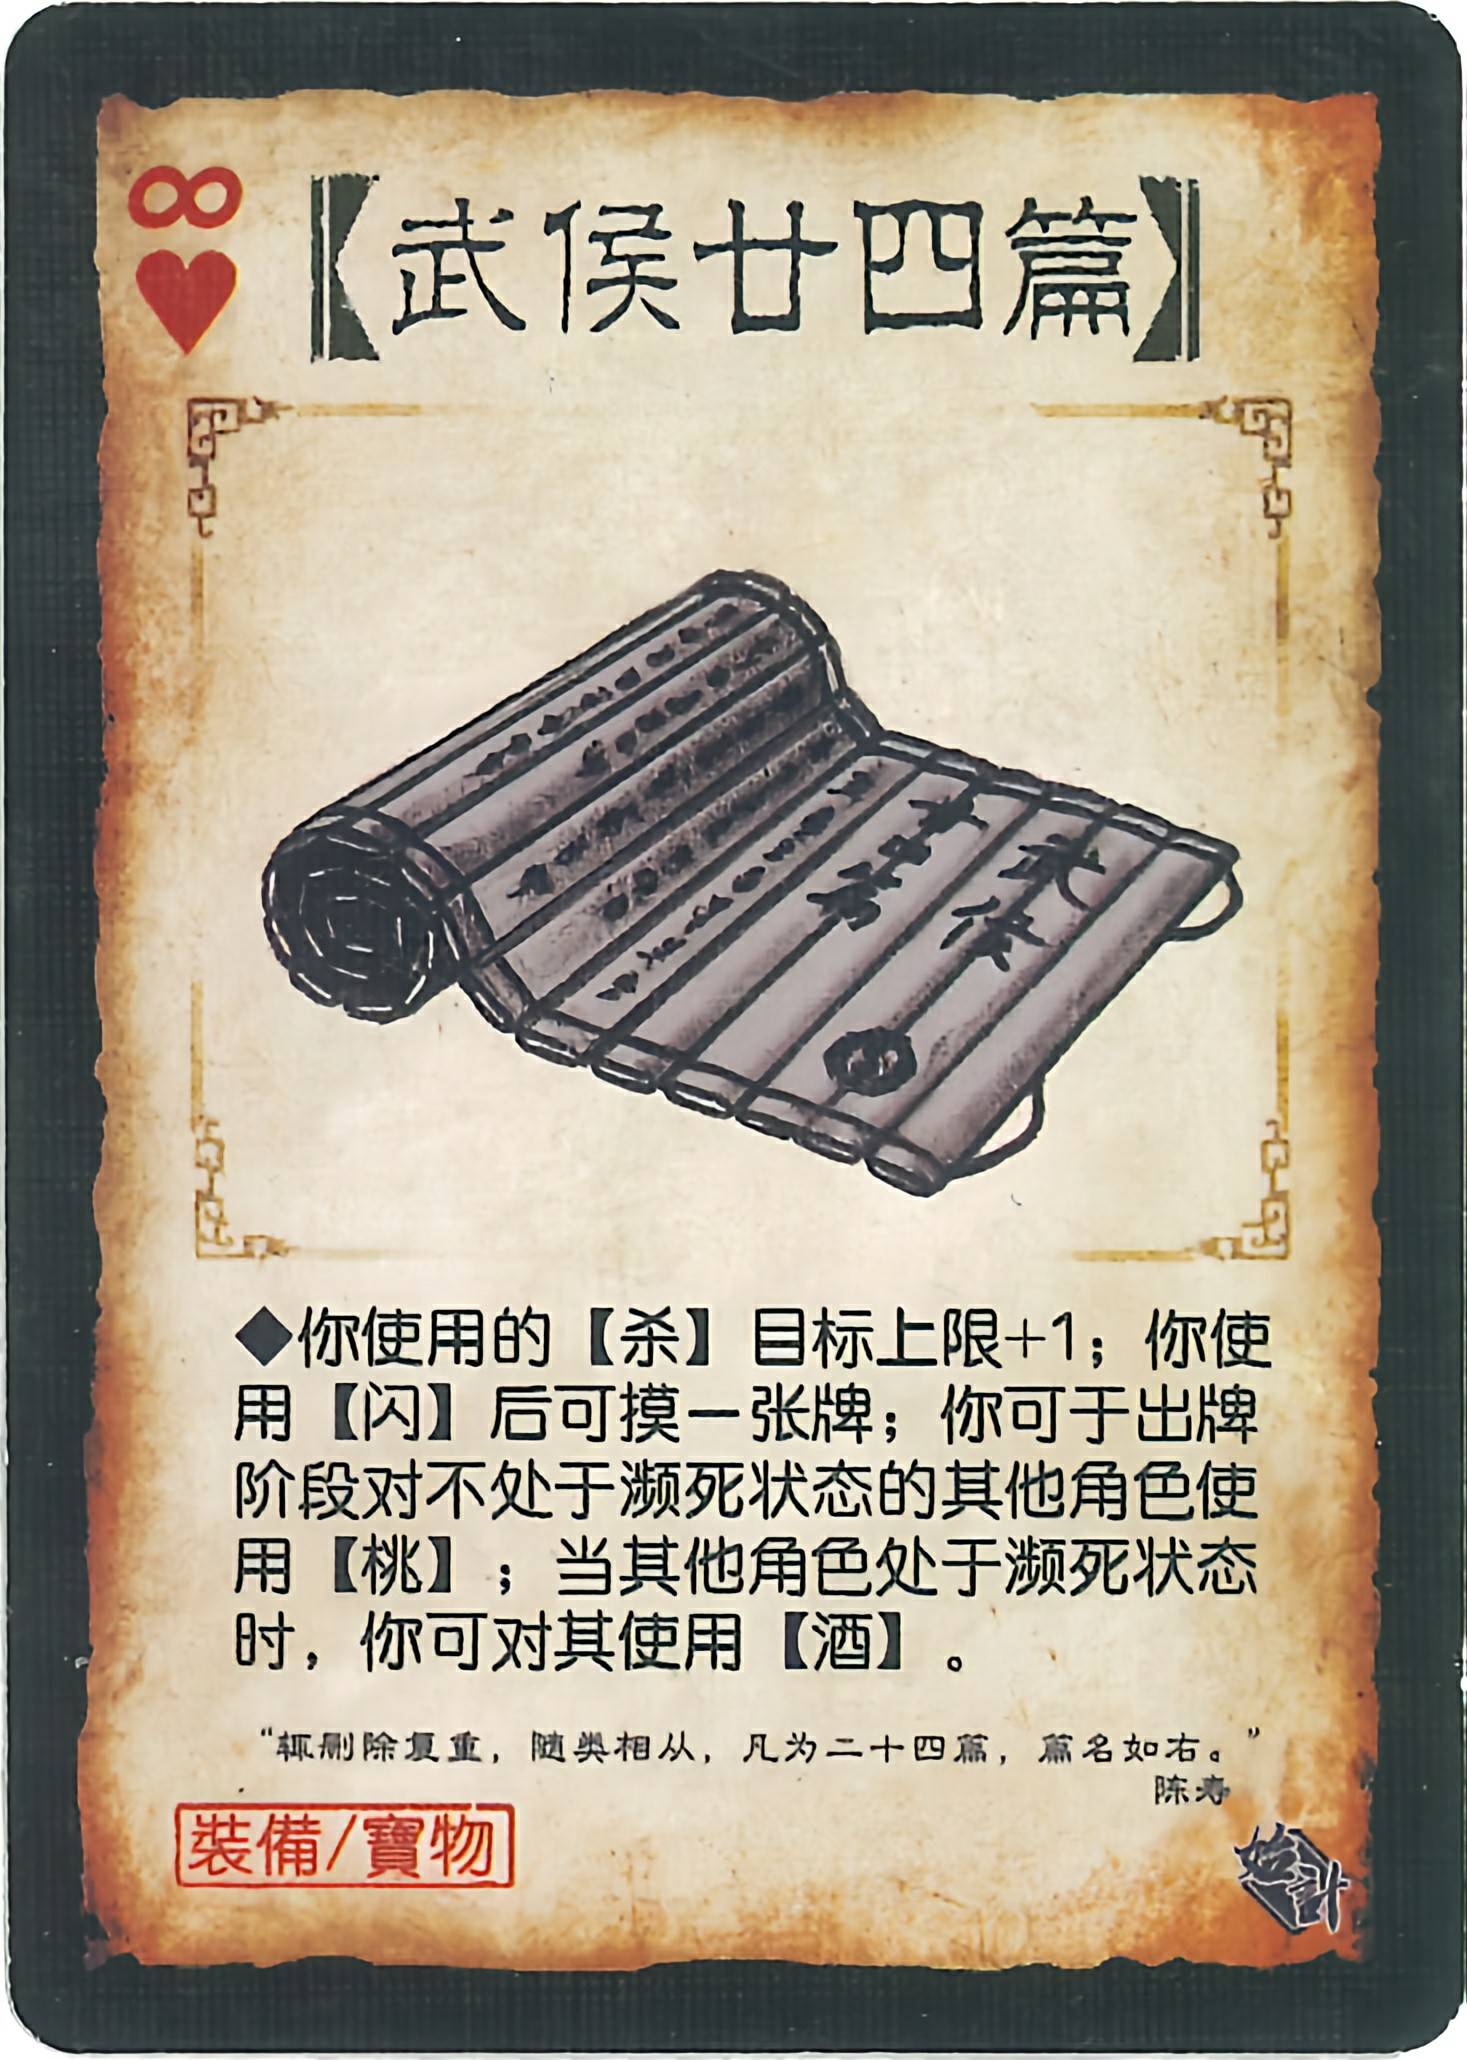 8
《武侯廿四篇》
◆你使用的【杀】目标上限+1；你使
用【闪】后可摸一张牌；你可于出牌
阶段对不处于濒死状态的其他角色使
用【桃】；当其他角色处于濒死状态
时，你可对其使用【酒】。
“辄删除复重，随类相从，凡为二十四篇，篇名如右。”
陈寿
裝備/寶物